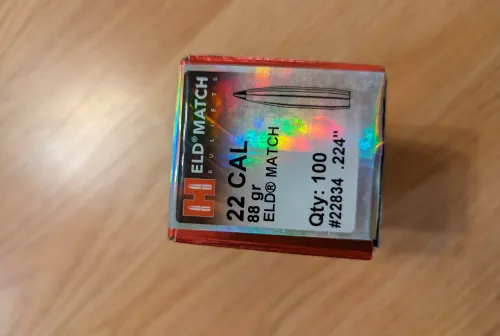 ELD® MATCH
BULLETS
22 CAL
88 gr
ELD® MATCH
Qty: 100
#22834 .224"